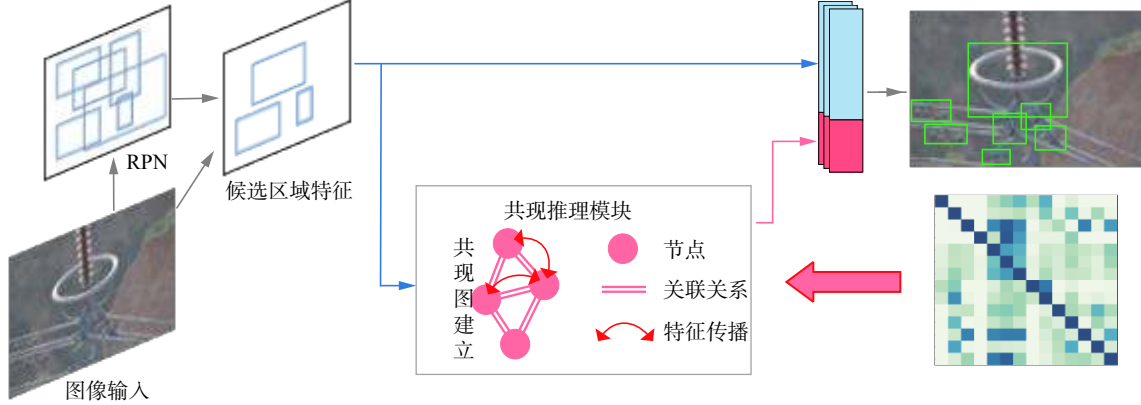 RPN
候选区域特征
图像输入
共现推理模块
共现图建立
节点
关联关系
特征传播